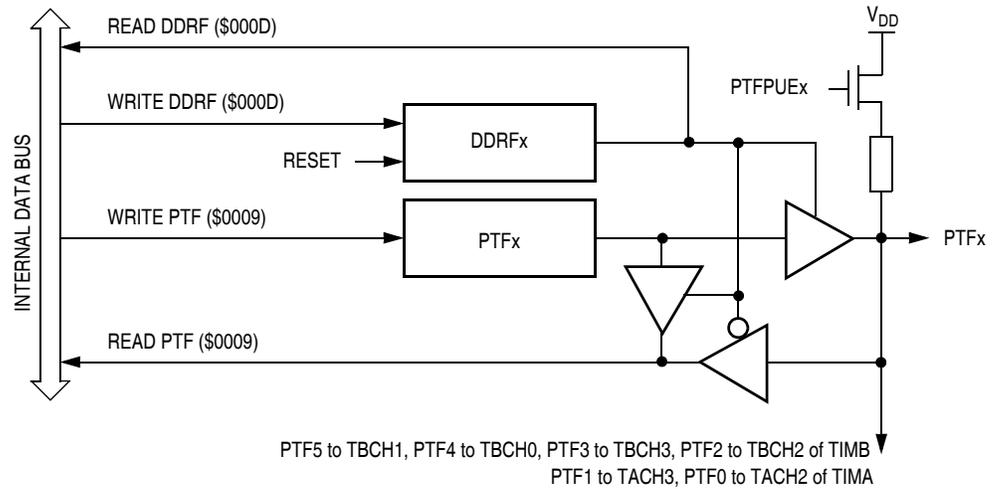 READ DDRF ($000D)
VDD
WRITE DDRF ($000D)
PTFPUEx
DDRFx
RESET
INTERNAL DATA BUS
WRITE PTF ($0009)
PTFx
PTFx
READ PTF ($0009)
PTF5 to TBCH1, PTF4 to TBCH0, PTF3 to TBCH3, PTF2 to TBCH2 of TIMB
PTF1 to TACH3, PTF0 to TACH2 of TIMA